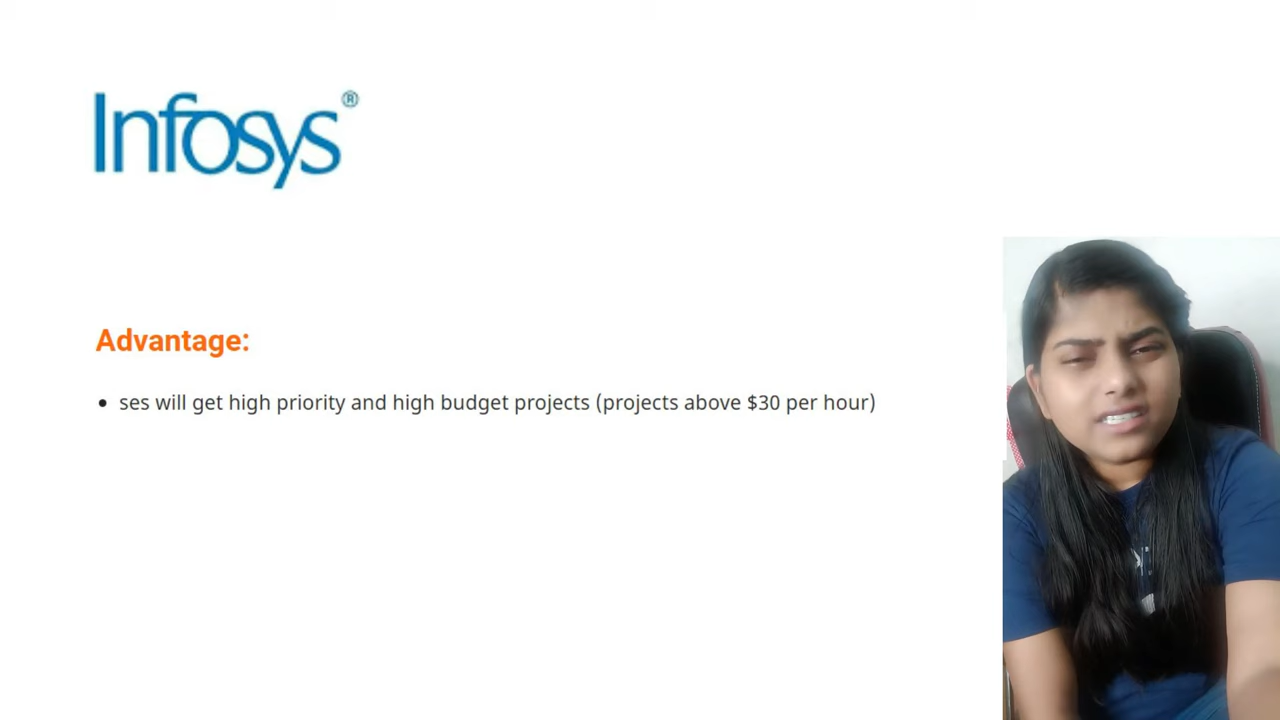 Infosys®
Advantage:
• ses will get high priority and high budget projects (projects above $30 per hour)